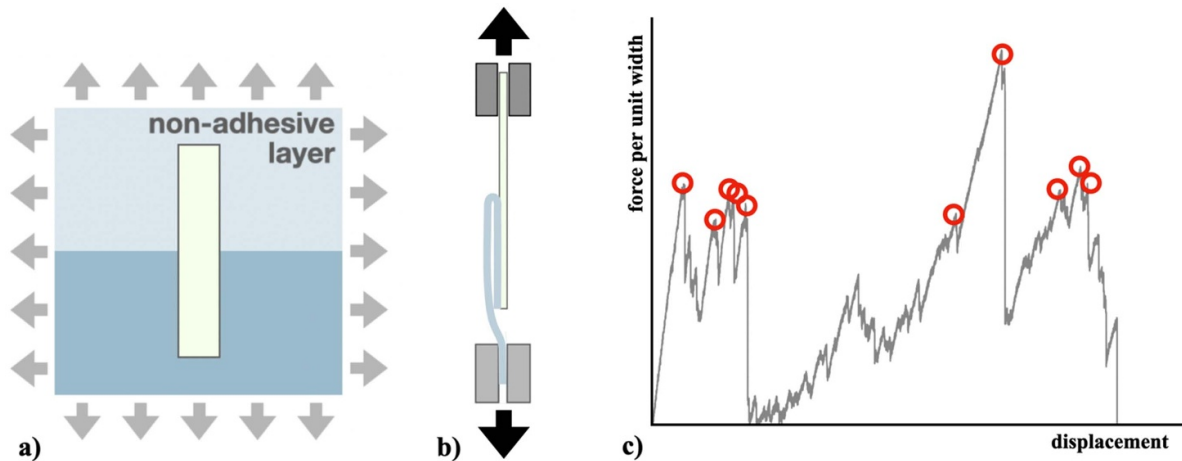 non-adhesive
layer
a)
b)
force per unit width
c)
displacement